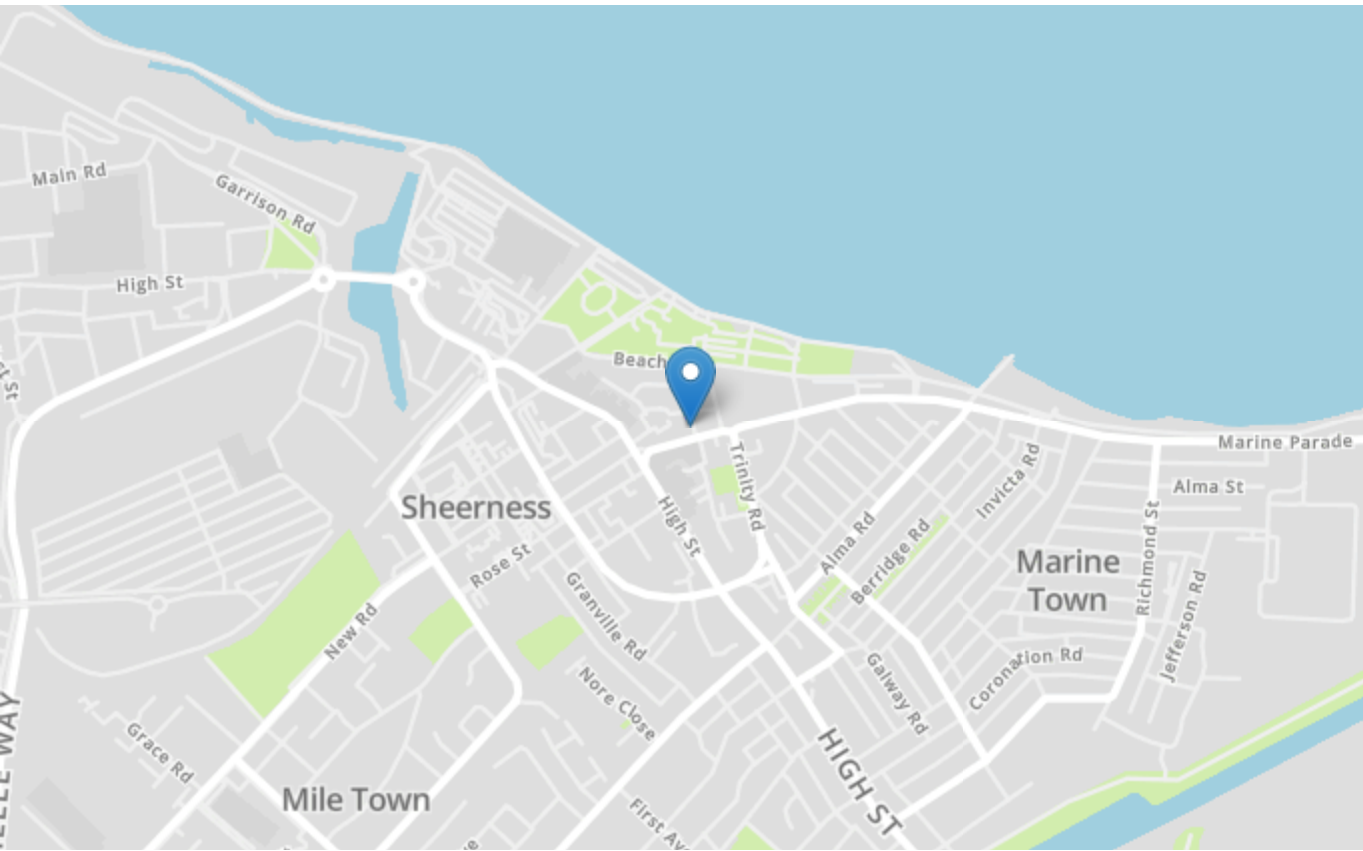 Main Rd
Garrison Rd
High St
Beach
Marine Parade
Trinity Rd
Invicta Rd
Alma St
Sheerness
High St
Alma Rd
Berridge Rd
Richmond St
Marine
Town
Rose St
Granville Rd
Jefferson Rd
New Rd
Coronation Rd
Galway Rd
Nore Close
Grace Rd
HIGH ST
Mile Town
First Av
WAY